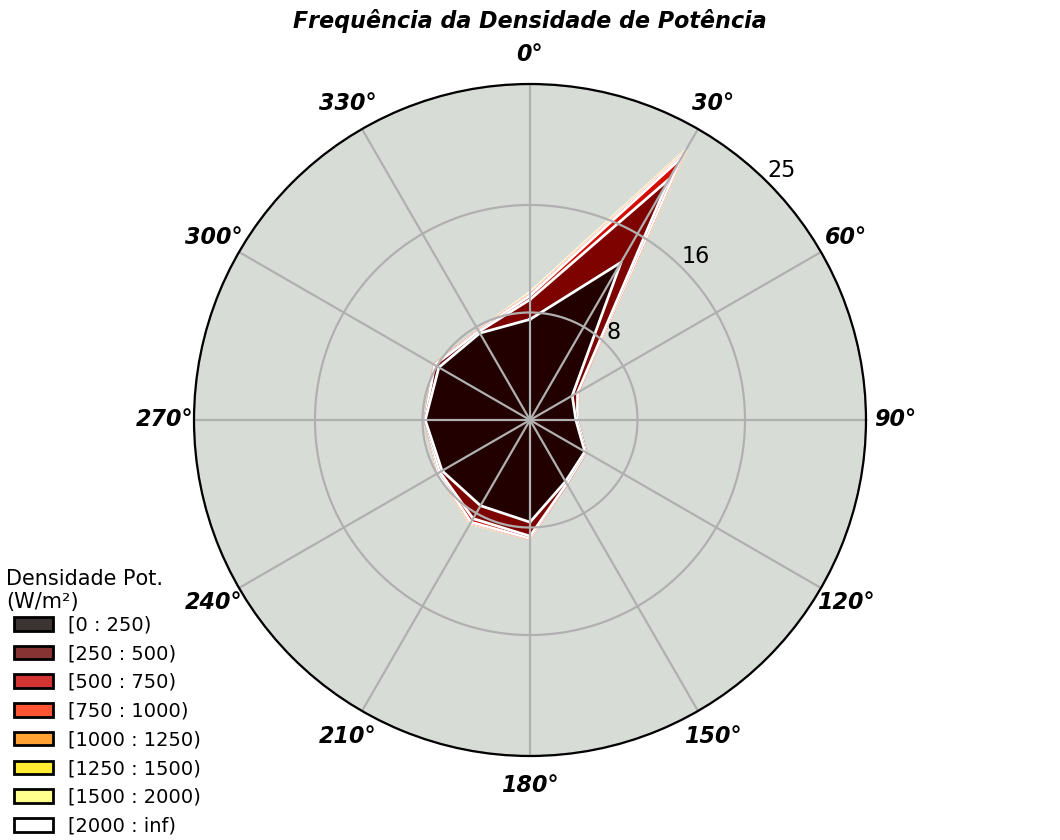 Frequência da Densidade de Potência
0°
330°
30°
25
300°
60°
16
8
270°
90°
Densidade Pot.
(W/m²)
240°
120°
[0 : 250)
[250 : 500)
[500 : 750)
[750 : 1000)
[1000 : 1250)
[1250 : 1500)
[1500 : 2000)
[2000 : inf)
210°
150°
180°